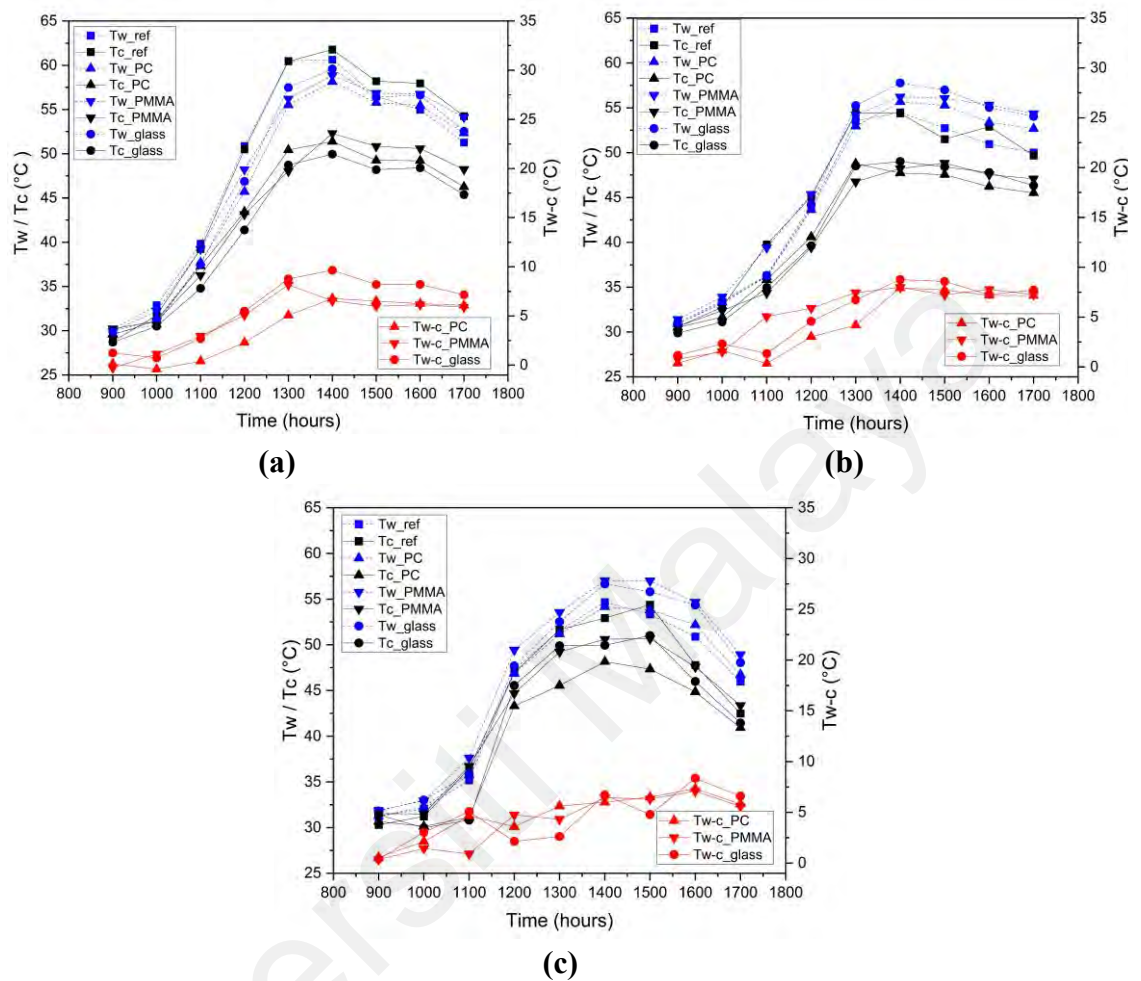 Tw_ref
Tc_ref
Tw_PC
Tc_PC
Tw_PMMA
Tc_PMMA
Tw_glass
Tc_glass
Tw-c_PC
Tw-c_PMMA
Tw-c_glass
65
60
55
50
45
40
35
30
25
35
30
25
20
15
10
5
0
Tw / Tc (°C)
Tw-c (°C)
800 900 1000 1100 1200 1300 1400 1500 1600 1700 1800
Time (hours)
(a)
Tw_ref
Tc_ref
Tw_PC
Tc_PC
Tw_PMMA
Tc_PMMA
Tw_glass
Tc_glass
Tw-c_PC
Tw-c_PMMA
Tw-c_glass
65
60
55
50
45
40
35
30
25
35
30
25
20
15
10
5
0
Tw / Tc (°C)
Tw-c (°C)
800 900 1000 1100 1200 1300 1400 1500 1600 1700 1800
Time (hours)
(b)
Tw_ref
Tc_ref
Tw_PC
Tc_PC
Tw_PMMA
Tc_PMMA
Tw_glass
Tc_glass
Tw-c_PC
Tw-c_PMMA
Tw-c_glass
65
60
55
50
45
40
35
30
25
35
30
25
20
15
10
5
0
Tw / Tc (°C)
Tw-c (°C)
800 900 1000 1100 1200 1300 1400 1500 1600 1700 1800
Time (hours)
(c)
ersiti Malaya